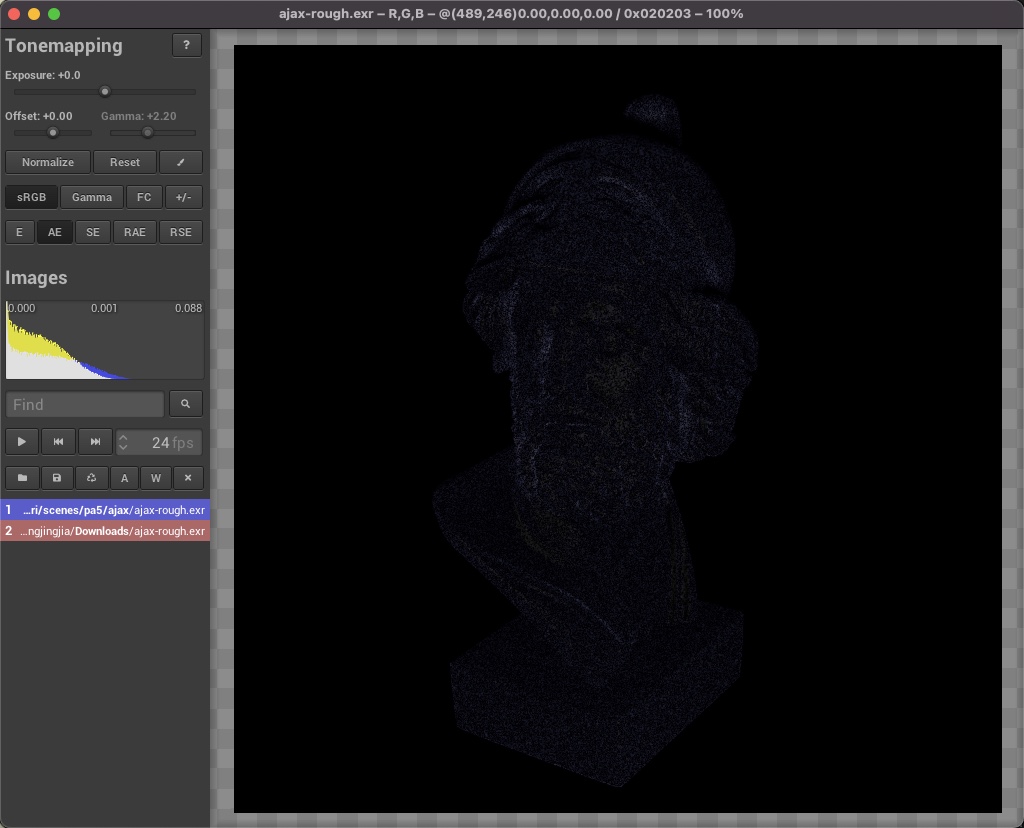 ajax-rough.exr – R,G,B – @(489,246)0.00,0.00,0.00 / 0x020203 – 100%
Tonemapping ?
Exposure: +0.0
Offset: +0.00 Gamma: +2.20
Normalize Reset
sRGB Gamma FC +/-
E AE SE RAE RSE
Images
0.000 0.001 0.088
Find
24 fps
A W
1 ...ri/scenes/pa5/ajax/ajax-rough.exr
2 ...ngjingjia/Downloads/ajax-rough.exr